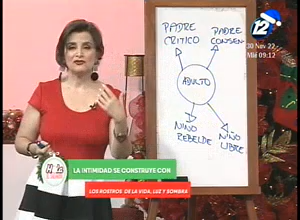 PADRE
CRITICO
PADRE
CONSEN
ADULTO
NIÑO
REBELDE
NIÑO
LIBRE
12
30 Nov 22
Mié 09:12
LA INTIMIDAD SE CONSTRUYE CON
LOS ROSTROS DE LA VIDA, LUZ Y SOMBRA